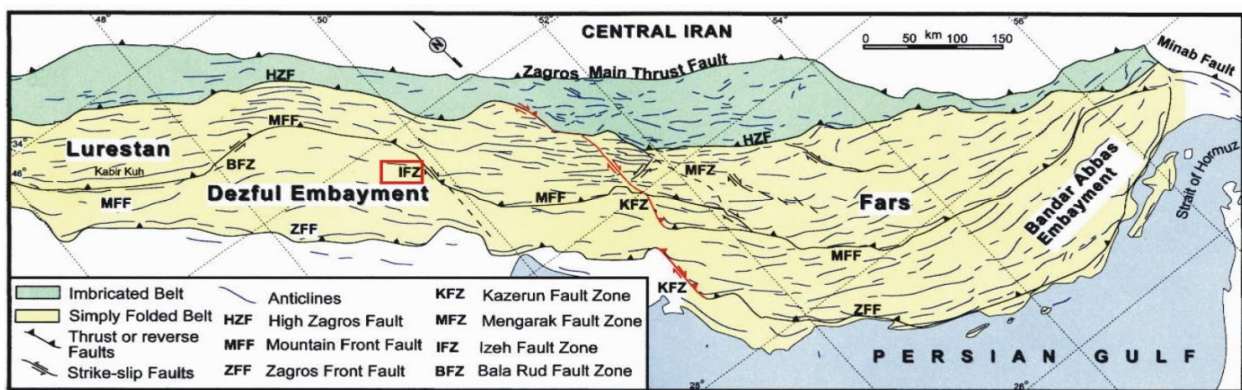 48°
50°
52°
54°
56°
N
CENTRAL IRAN
0 50 km 100 150
Minab Fault
Zagros Main Thrust Fault
HZF
MFF
HZF
34
Lurestan
BFZ
IFZ
MFZ
Kabir Kuh
46°
Dezful Embayment
MFF
KFZ
Fars
Bandar Abbas
Embayment
Strait of Hormuz
MFF
ZFF
MFF
ZFF
KFZ
PERSIAN GULF
28°
26°
Imbricated Belt
Simply Folded Belt
Thrust or reverse
Faults
Strike-slip Faults
Anticlines
HZF High Zagros Fault
MFF Mountain Front Fault
ZFF Zagros Front Fault
KFZ Kazerun Fault Zone
MFZ Mengarak Fault Zone
IFZ Izeh Fault Zone
BFZ Bala Rud Fault Zone